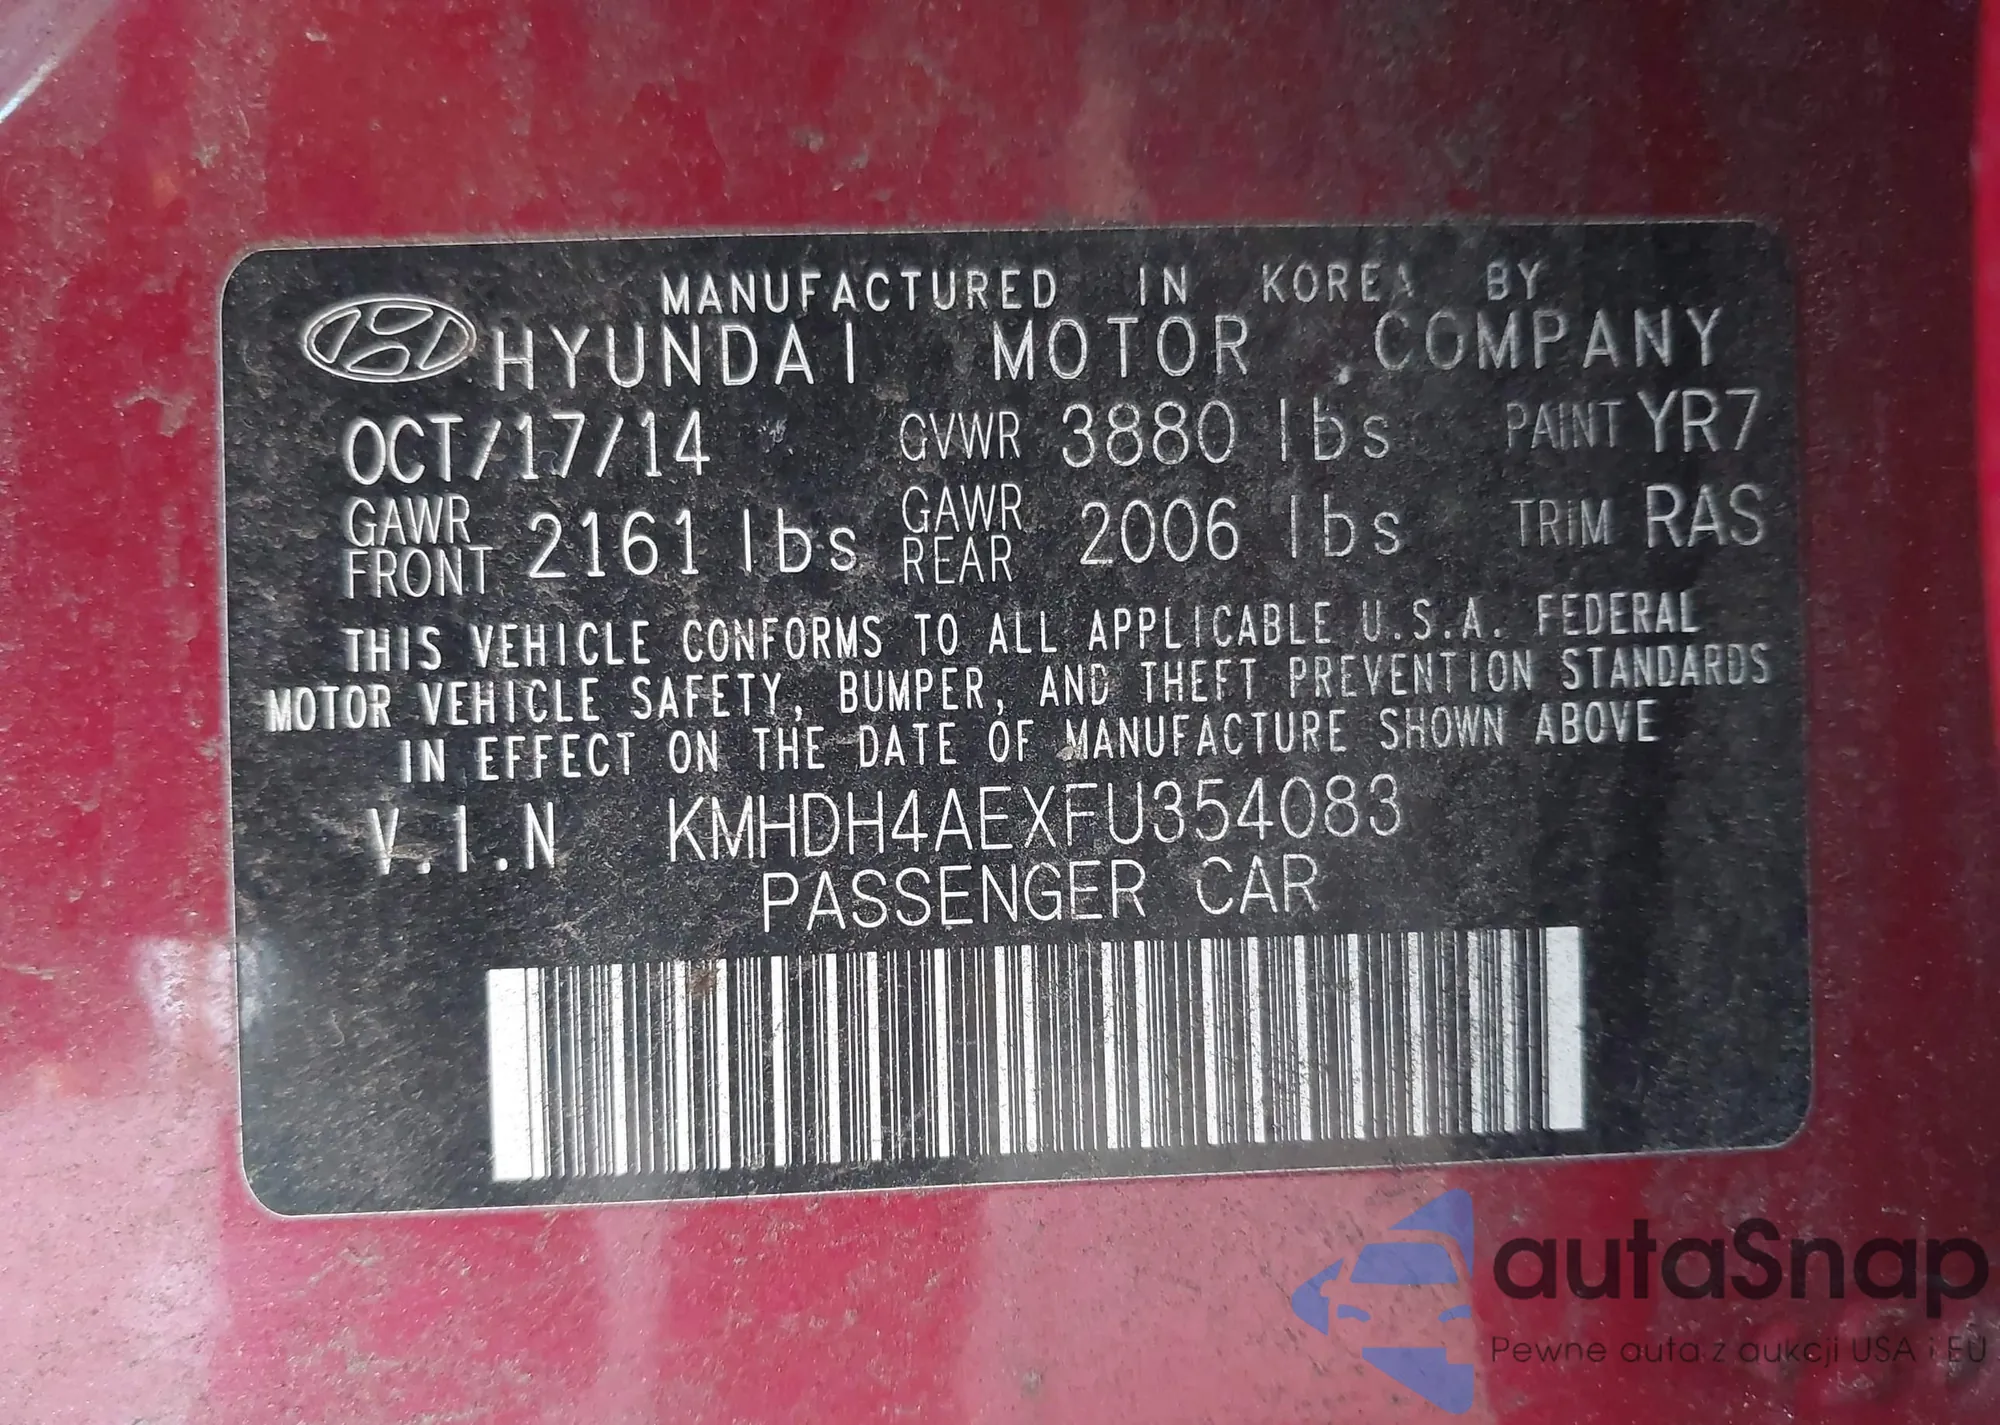 MANUFACTURED IN KOREA BY
HYUNDAI MOTOR COMPANY
OCT/17/14 GVWR 3880 lbs PAINT YR7
GAWR FRONT 2161 lbs GAWR REAR 2006 lbs TRIM RAS
THIS VEHICLE CONFORMS TO ALL APPLICABLE U.S.A. FEDERAL
MOTOR VEHICLE SAFETY, BUMPER, AND THEFT PREVENTION STANDARDS
IN EFFECT ON THE DATE OF MANUFACTURE SHOWN ABOVE
V.I.N KMHDH4AEXFU354083
PASSENGER CAR
autaSnap
Pewne auta z aukcji USA i EU